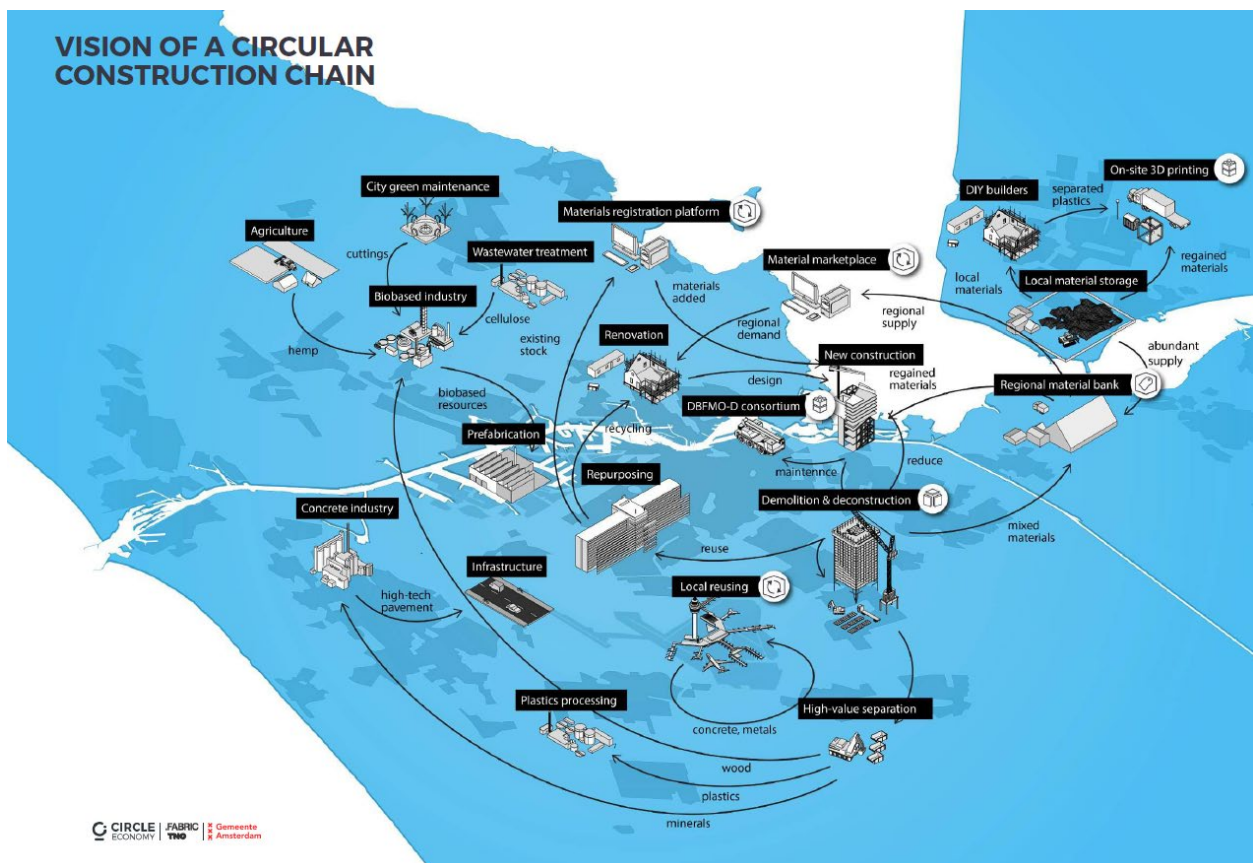 VISION OF A CIRCULAR
CONSTRUCTION CHAIN
City green maintenance
Agriculture
cuttings
Wastewater treatment
Biobased industry
cellulose
hemp
biobased
resources
Materials registration platform
materials
added
existing
stock
Material marketplace
regional
demand
regional
supply
DIY builders
separated
plastics
On-site 3D printing
regained
materials
local
materials
Local material storage
abundant
supply
Renovation
design
New construction
regained
materials
Regional material bank
DBFMO-D consortium
recycling
Prefabrication
Repurposing
maintennce
reduce
Demolition & deconstruction
mixed
materials
reuse
Concrete industry
high-tech
pavement
Infrastructure
Local reusing
concrete, metals
High-value separation
Plastics processing
wood
plastics
minerals
CIRCLE
ECONOMY
FABRIC
TNO
Gemeente
Amsterdam